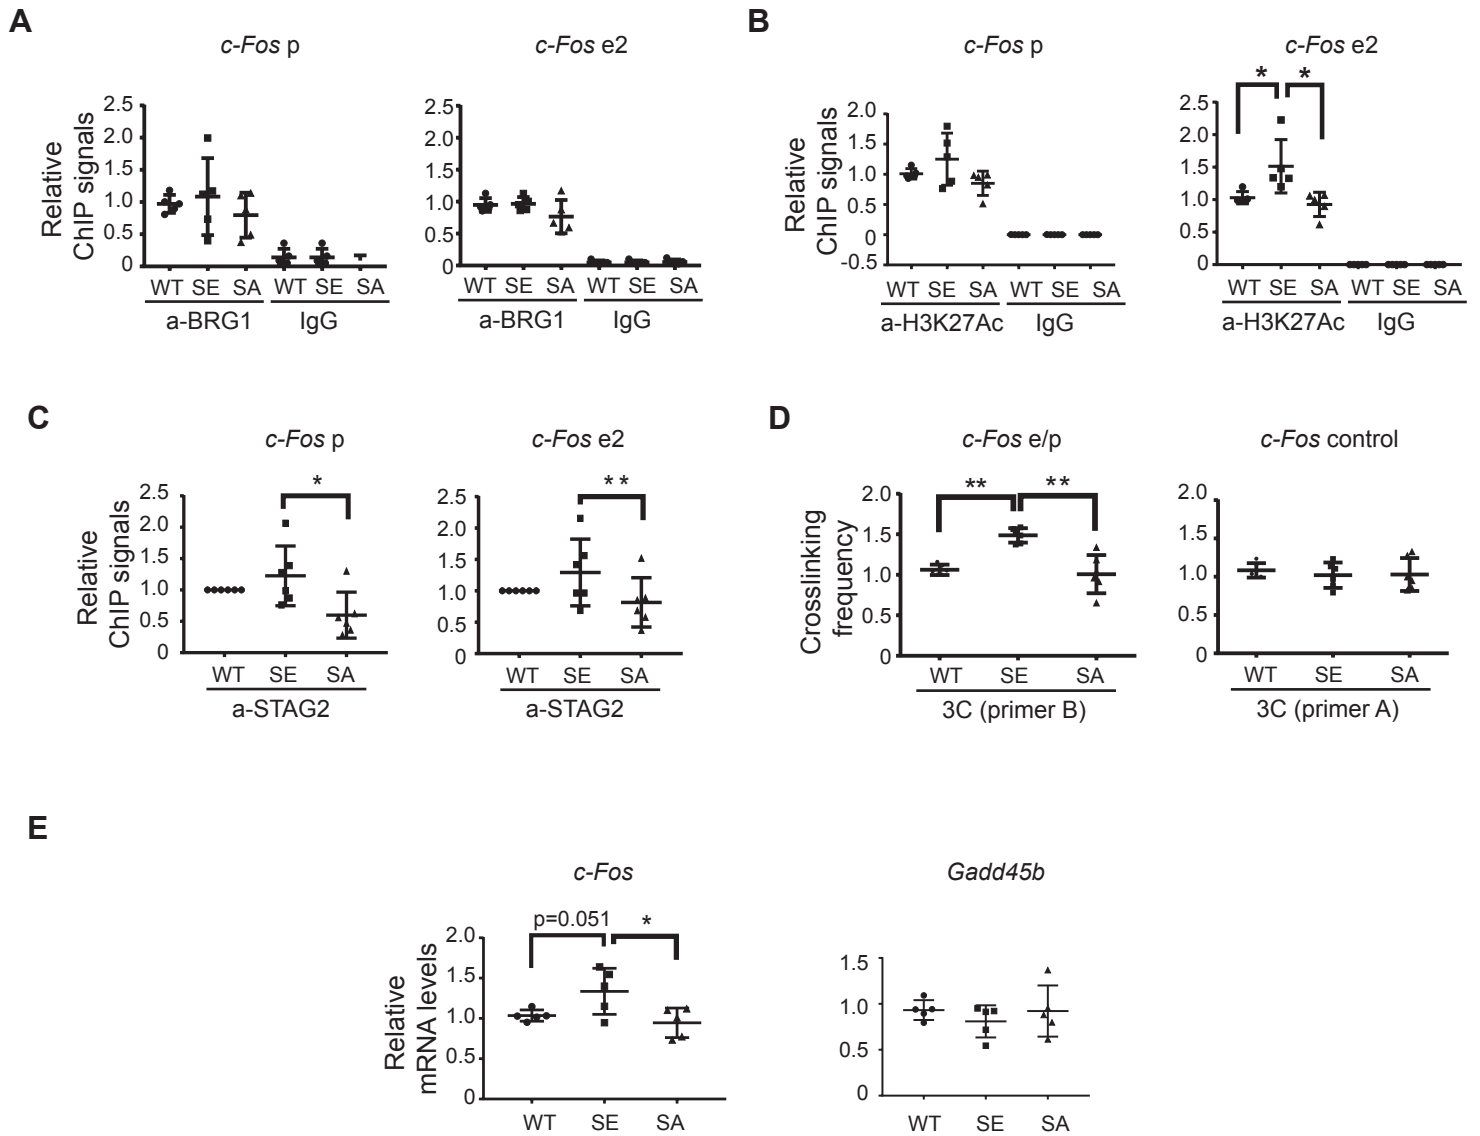 A
c-Fos p
c-Fos e2
Relative
ChIP signals
2.5
2.0
1.5
1.0
0.5
0
WT SE SA WT SE SA
a-BRG1 IgG
2.5
2.0
1.5
1.0
0.5
0
WT SE SA WT SE SA
a-BRG1 IgG
B
c-Fos p
c-Fos e2
Relative
ChIP signals
2.0
1.5
1.0
0.5
0
-0.5
WT SE SA WT SE SA
a-H3K27Ac IgG
* *
2.5
2.0
1.5
1.0
0.5
0
WT SE SA WT SE SA
a-H3K27Ac IgG
C
c-Fos p
c-Fos e2
Relative
ChIP signals
*
2.5
2.0
1.5
1.0
0.5
0
WT SE SA
a-STAG2
**
2.5
2.0
1.5
1.0
0.5
0
WT SE SA
a-STAG2
D
c-Fos e/p
c-Fos control
Crosslinking
frequency
** **
2.0
1.5
1.0
0.5
0
WT SE SA
3C (primer B)
2.0
1.5
1.0
0.5
0
WT SE SA
3C (primer A)
E
c-Fos
Gadd45b
Relative
mRNA levels
p=0.051 *
2.0
1.5
1.0
0.5
0
WT SE SA
1.5
1.0
0.5
0
WT SE SA